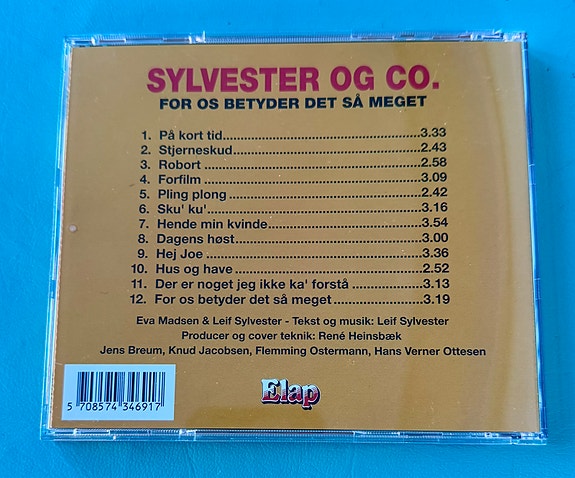 SYLVESTER OG CO.
FOR OS BETYDER DET SÅ MEGET
1. På kort tid...............................................3.33
2. Stjerneskud.............................................2.43
3. Robort.....................................................2.58
4. Forfilm.....................................................3.09
5. Pling plong..............................................2.42
6. Sku' ku'...................................................3.16
7. Hende min kvinde...................................3.54
8. Dagens høst............................................3.00
9. Hej Joe....................................................3.36
10. Hus og have............................................2.52
11. Der er noget jeg ikke ka' forstå...............3.13
12. For os betyder det så meget....................3.19
Eva Madsen & Leif Sylvester - Tekst og musik: Leif Sylvester
Producer og cover teknik: René Heinsbæk
Jens Breum, Knud Jacobsen, Flemming Ostermann, Hans Verner Ottesen
Elap
5 708574 346917